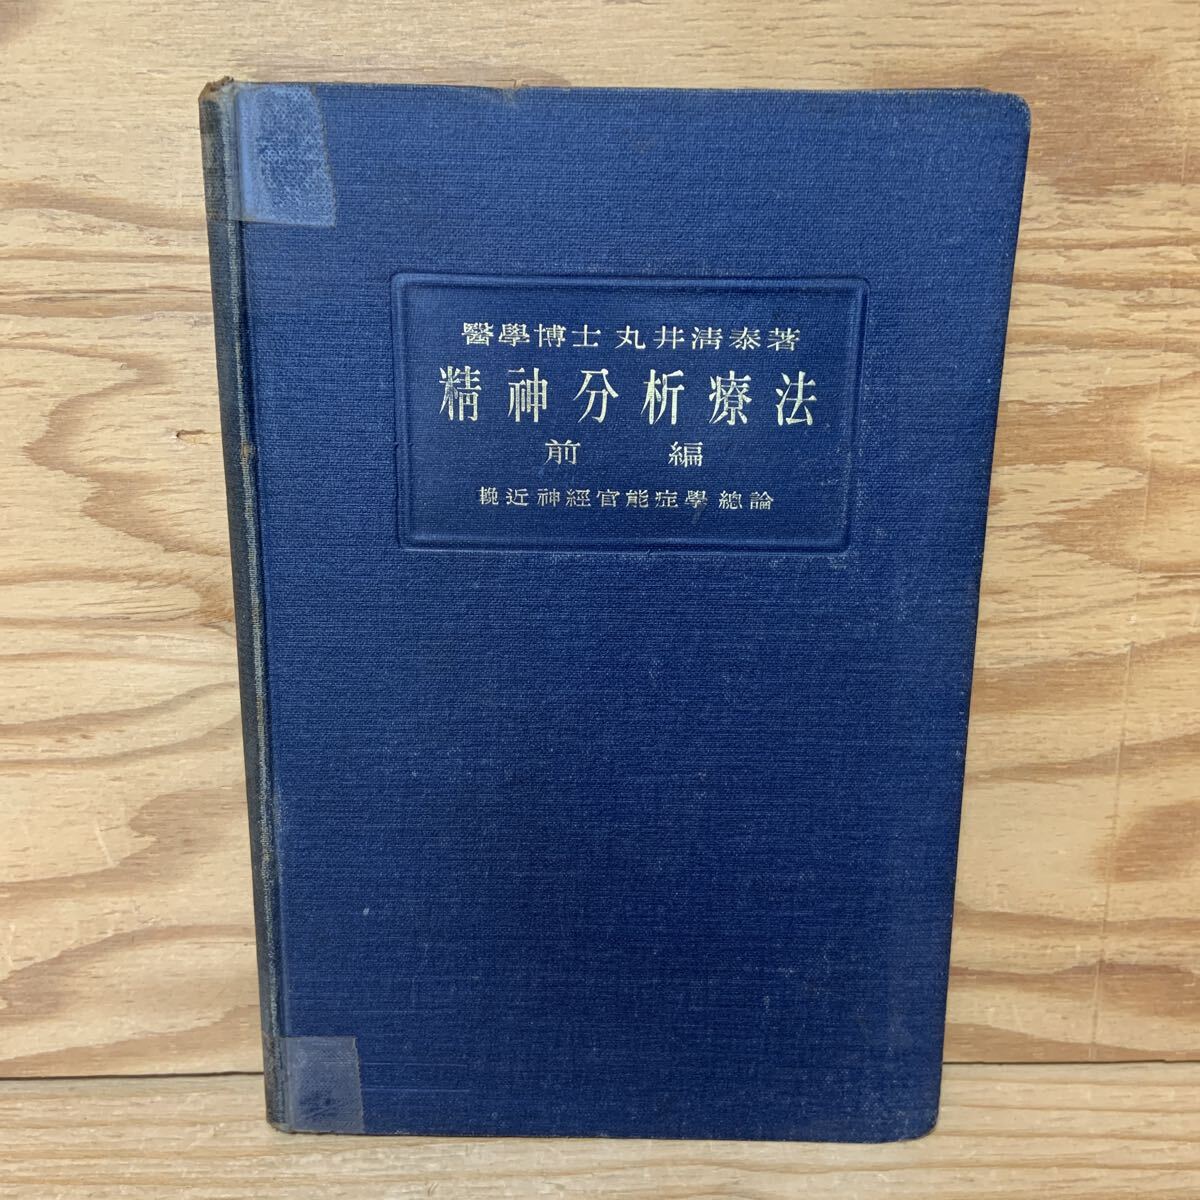 醫學博士 丸井清泰著
精神分析療法
前編
輓近神經官能症學總論